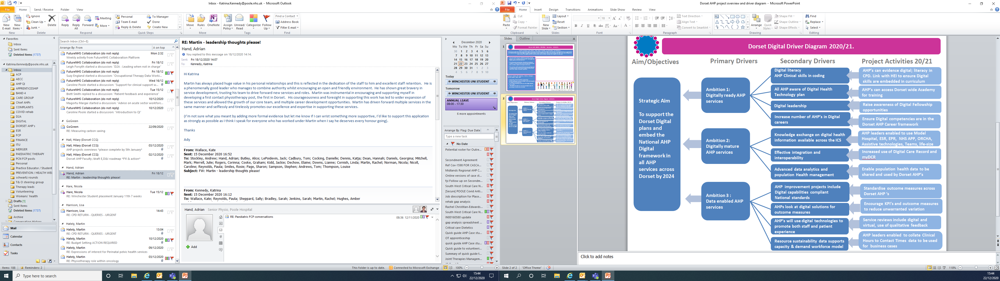 Inbox - Katrina.Kennedy@poole.nhs.uk - Microsoft Outlook
File Home Send / Receive Folder View
New E-mail
New Items
Ignore
Clean Up
Junk
Delete
Reply
Reply All
Forward
Meeting
More
Personal
Team E-mail
Reply & Delete
To Manager
Done
Create New
Move
Rules
OneNote
Assign Policy
Unread/ Read
Categorize
Follow Up
Find a Contact
Address Book
Filter E-mail
New Delete Respond Quick Steps Move Tags Find
Favorites
Inbox
Sent Items
Deleted Items (1737)
Katrina.Kennedy@poole.nhs.uk
Inbox
ACP
AECC
AHP QI
APPRENTICESHIP
BAND 4
CARE GROUP
Chief AHPs
COMPLAINTS
COVID rehab
D2A
DIGITAL
DORSET AHP's
ESR
FCP
FINANCE
ITU
MERGER
PAEDIATRIC THERAPY
PCN FCP posts
Personal
Practice Educator / Student
PREVENTION / HEALTH WEL
schwartz rounds
T& O steering group
Therapy leads
Volunteering
Womans' health
Drafts [1]
Sent Items
Deleted Items (1737)
Archive
Conversation History
Mail
Calendar
Contacts
Tasks
Search Inbox (Ctrl+E)
Arrange By: From A on top
FutureNHS Collaboration (do not reply) Mon 2:32
Weekly activity from FutureNHS Collaboration Platform
FutureNHS Collaboration (do not reply) Fri 18/12
Leigh Forsyth started a discussion: "D2A - Leading when not in charge"
FutureNHS Collaboration (do not reply) Fri 18/12
Suzy England started a discussion: "Occupational Therapy Data Worki...
FutureNHS Collaboration (do not reply) Wed 16/12
Caroline Poole started a discussion: "Support for clinical support w...
FutureNHS Collaboration (do not reply) Tue 15/12
Brett Smith replied to a discussion: "Patient feedback and experience"
FutureNHS Collaboration (do not reply) 10/12/2020
Magortu Margai started a discussion: "Advice on acute sector workforc...
FutureNHS Collaboration (do not reply) 10/12/2020
Caroline Poole started a discussion: "Introduction to QI"
GoGreen
GoGreen 22/09/2020
RE: Measuring carbon saving
Hall, Hilary (Dorset CCG)
Hall, Hilary (Dorset CCG) 03/12/2020
AHP projects overviews *please complete by 5th January*
Hall, Hilary (Dorset CCG) 02/12/2020
Dorset AHP Faculty /draft E,D&I roadmap *FYI & action*
Hand, Adrian
Hand, Adrian Fri 18/12
RE: Martin - leadership thoughts please!
Hare, Nicola
Hare, Nicola Tue 15/12
RE: Winchester Student placement January 11th 7 weeks
Harrison, Lisa
Harrison, Lisa 14:43
RE: CPD RETURN - QUERIES - URGENT
Hately, Martin
Hately, Martin 13:04
RE: CPD RETURN - QUERIES - URGENT
Hately, Martin 10/12/2020
RE: Budget Setting ACTION REQUIRED
Hately, Martin 09/12/2020
RE: Expressions of interest for Perinatal pelvic health services
Hately, Martin 03/12/2020
RE: Physiotherapy role within oncology
RE: Martin - leadership thoughts please!
Hand, Adrian
You replied to this message on 18/12/2020 14:14.
Sent: Fri 18/12/2020 14:07
To: Kennedy, Katrina
Hi Katrina
Martin has always placed huge value in his personal relationships and this is reflected in the dedication of the staff to him and excellent staff retention. He is
a phenomenally good leader who manages to combine authority whilst encouraging an open and friendly environment. He has shown great bravery in
service development, trusting his team to drive forward new services and roles. Martin was instrumental in encouraging and supporting myself in
developing a first contact physiotherapy post, the first in Dorset. His courageousness and foresight in supporting this work has led to wider expansion of
these services and allowed the growth of our core team, and multiple career development opportunities. Martin has driven forward multiple services in the
same manner and selflessly and tirelessly promotes our excellence and expertise in supporting these services.
(I'm not sure what you meant by adding more formal evidence but let me know if I can wrist something more supportive, I'd like to support this application
as strongly as possible as I think I speak for everyone who has worked under Martin when I say he deserves every honour going).
Thanks
Ady
From: Wallace, Kate
Sent: 15 December 2020 16:52
To: Stockley, Andrew; Hand, Adrian; Butley, Alice; LePoidevin, Jack; Cadbury, Tom; Cocking, Danielle; Dennis, Katja; Dean, Hannah; Daniels, Georgina; Mitchell,
Mark; Merrell, Julie; Rogers, Corinna; Cooke, Graham; Kidd, Jackie; Dechow, Elaine; Downs, Lianne; Cornish, Linda; Martin, Rachel; Norman, Nicola; Nicoll,
Caroline; Reynolds, Paula; Smiles, Rosie; Page, Sharon; Sampson, Stephen; Andrews, Tom; Thompson, Louise
Subject: FW: Martin - leadership thoughts please!
From: Kennedy, Katrina
Sent: 15 December 2020 16:12
To: Wallace, Kate; Reynolds, Paula; Sheppard, Sally; Bradley, Sarah; Jenkins, Sarah; Martin, Rachel; Hughes, Amber
Hand, Adrian Senior Physio, Poole Hospital
Add
RE: Paediatric FCP conversations 08:36 12/11/2020
December 2020
Mo Tu We Th Fr Sa Su
30 1 2 3 4 5 6
7 8 9 10 11 12 13
14 15 16 17 18 19 20
21 22 23 24 25 26 27
28 29 30 31 1 2 3
4 5 6 7 8 9 10
Today
WINCHESTER UNI STUDENT
Tomorrow
WINCHESTER UNI STUDENT
ANNUAL LEAVE
08:00 - 17:30
6 more appointments
Arrange By: Flag: Due Date
Type a new task
No Date
Potential roster for Outre...
Secondment Agreement
Ref Cov-1598 FOR CASCA...
Midlands Regional AHP C...
Online versions of case st...
fyi Follow up on Secondm...
South West Critical Care N...
[Secure] POOLE Covid Anti...
Job diescription for Place...
rehab gap analysis
Rachel Christitan-Edwards...
South West Critical Care N...
IN00160580 update
gap analysis spreadsheet ...
Critical care Dietetics
Quick guide AHP Case stu...
OT apprenticeship
quick guide AHP Case stu...
Quick guide to volunteeri...
Summary of quick guide t...
Joint Therapies Managem...
Items: 188 Reminders: 2
This folder is up to date. Connected to Microsoft Exchange 100%
Type here to search
15:44
22/12/2020
Dorset AHP project overview and driver diagram - Microsoft PowerPoint
File Home Insert Design Transitions Animations Slide Show Review View
Paste
Cut
Copy
Format Painter
New Slide
Layout
Reset
Section
18
Text Direction
Align Text
Convert to SmartArt
Arrange
Quick Styles
Shape Fill
Shape Outline
Shape Effects
Find
Replace
Select
Clipboard Slides Font Paragraph Drawing Editing
Slides Outline
1
2
Dorset Digital Driver Diagram 2020/21.
Aim/Objectives Primary Drivers Secondary Drivers Project Activities 20/21
Strategic Aim
To support the
Dorset Digital
plans and
embed the
National AHP
Digital
framework in
all AHP
services across
Dorset by 2024
Ambition 1:
Digitally ready AHP
services
Ambition 2:
Digitally mature
AHP services
Ambition 3 :
Data enabled AHP
services
Digital literacy
AHP Clinical skills in coding
All AHP aware of Digital Health
Technology plan
Digital leadership
Increase number of AHP's in Digital
careers
Knowledge exchange on digital health
information available across the ICS
Effective integration and
interoperability
Advanced data analytics and
population Health management
AHP improvement projects include
Digital capabilities compliant
National standards
AHPs look at digital solutions for
outcome measures
AHP's will use digital technologies to
promote both staff and patient
experience
Resource sustainability data supports
capacity & demand workforce model
AHP's can evidence digital; literacy in
CPD. Link with HEI to ensure Digital
skills are embedded in curriculum
AHP's can access Dorset wide Academy
for training
Raise awareness of Digital Fellowship
opportunities
Ensure Digital competencies are in the
Dorset AHP Career framework
AHP leaders enabled to use Model
Hospital, ESR, EPR, NHS APP, ORCHA,
Assistive technologies, Teams, life-size
Increased use of Digital Care Record and
myDCR
Enable population health data to be
shared and used by Dorset AHP's
Standardise outcome measures across
Dorset AHP 's
Encourage KPI's and outcome measures
to reduce unwarranted variation
Service reviews include digital and
virtual, use of qualitative feedback
AHP leaders enabled to collate Clinical
Hours to Contact Times data to be used
for business cases
Click to add notes
Slide 2 of 2 "Office Theme" 118%
15:44
22/12/2020